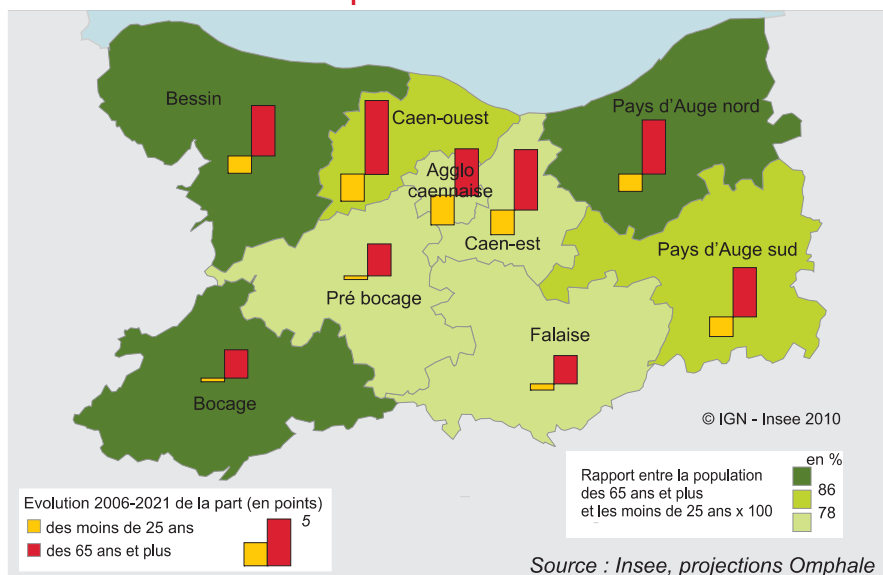 Bessin
Caen-ouest
Pays d'Auge nord
Agglo
caennaise
Caen-est
Pays d'Auge sud
Pré bocage
Falaise
Bocage
© IGN - Insee 2010
Evolution 2006-2021 de la part (en points)
des moins de 25 ans
des 65 ans et plus
5
Rapport entre la population
des 65 ans et plus
et les moins de 25 ans x 100
en %
86
78
Source : Insee, projections Omphale